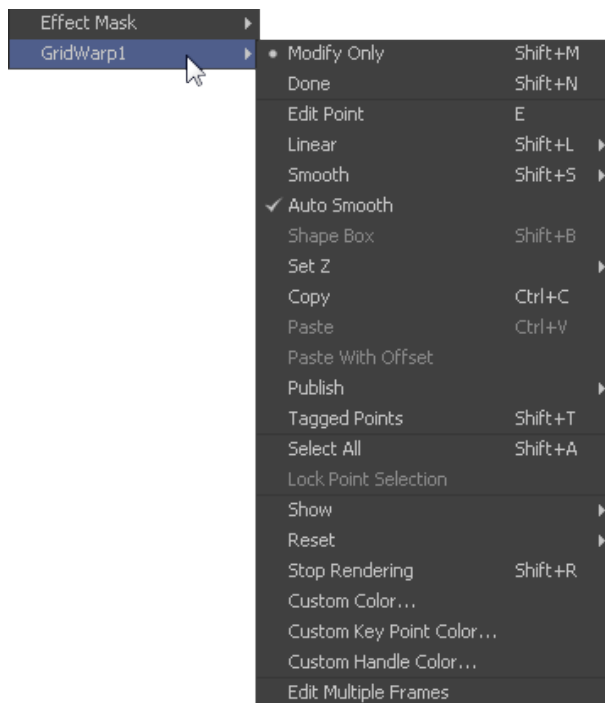 Effect Mask
GridWarp1
Modify Only Shift+M
Done Shift+N
Edit Point E
Linear Shift+L
Smooth Shift+S
Auto Smooth
Shape Box Shift+B
Set Z
Copy Ctrl+C
Paste Ctrl+V
Paste With Offset
Publish
Tagged Points Shift+T
Select All Shift+A
Lock Point Selection
Show
Reset
Stop Rendering Shift+R
Custom Color...
Custom Key Point Color...
Custom Handle Color...
Edit Multiple Frames